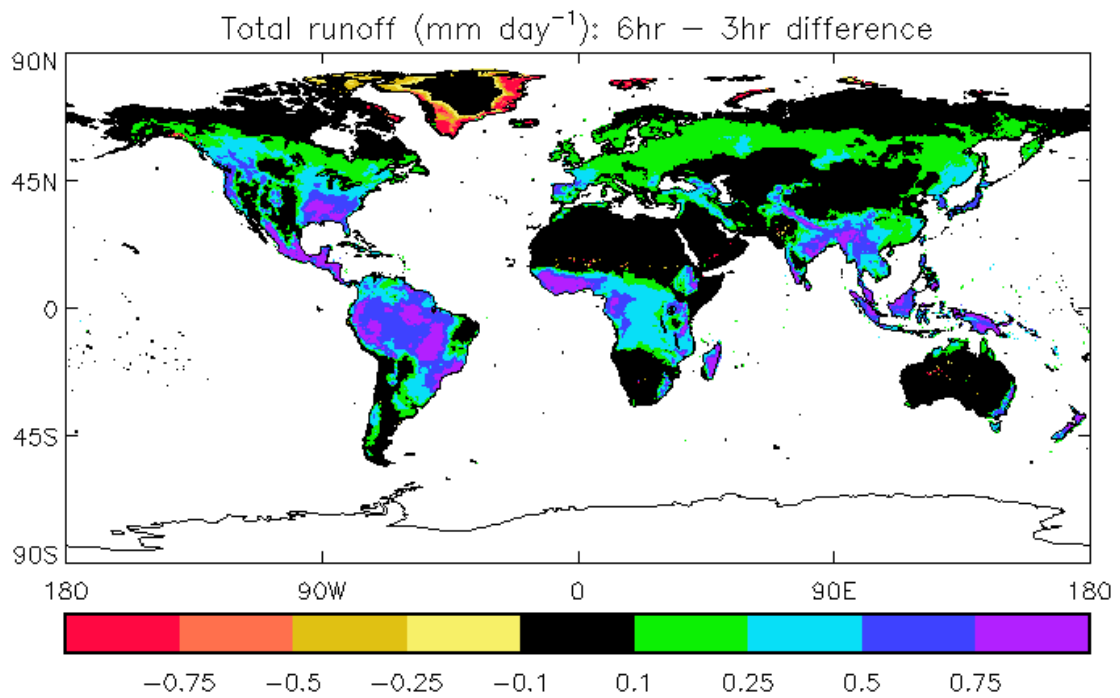 Total runoff (mm day⁻¹): 6hr − 3hr difference
90N
45N
0
45S
90S
180 90W 0 90E 180
−0.75 −0.5 −0.25 −0.1 0.1 0.25 0.5 0.75